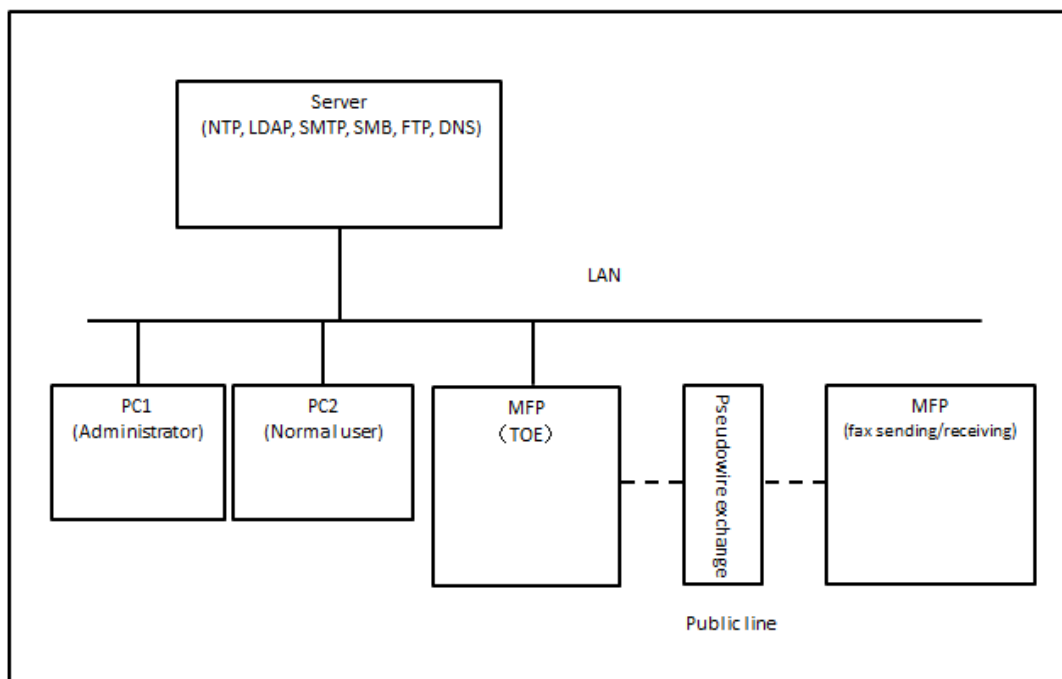 Server
(NTP, LDAP, SMTP, SMB, FTP, DNS)
LAN
PC1
(Administrator)
PC2
(Normal user)
MFP
（TOE）
Pseudowire exchange
MFP
(fax sending/receiving)
Public line